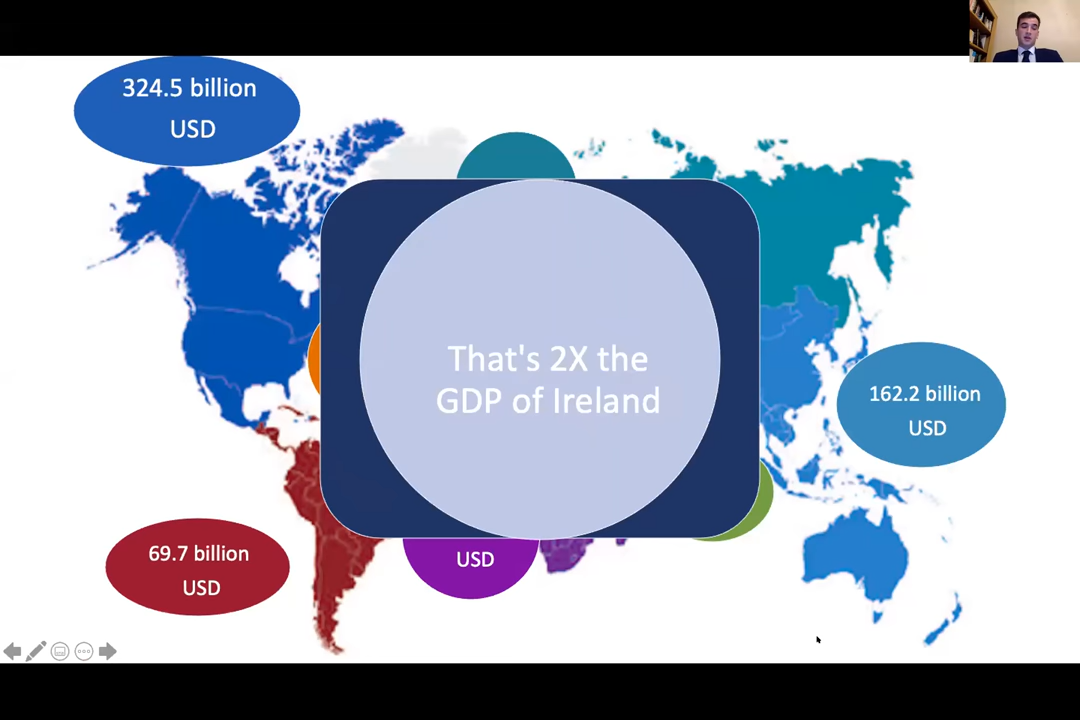 324.5 billion
USD
That's 2X the
GDP of Ireland
162.2 billion
USD
69.7 billion
USD
USD